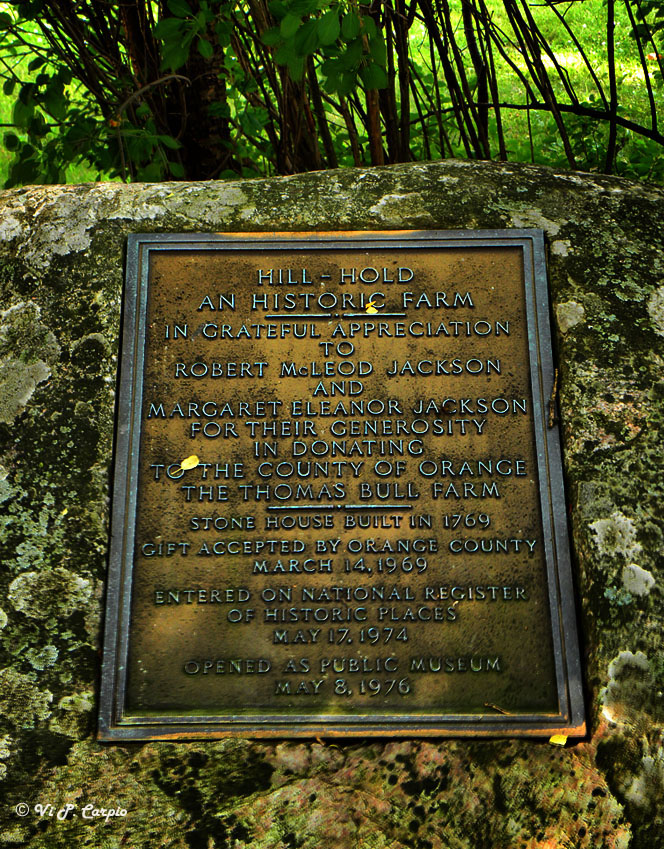 HILL-HOLD
AN HISTORIC FARM
IN GRATEFUL APPRECIATION
TO
ROBERT McLEOD JACKSON
AND
MARGARET ELEANOR JACKSON
FOR THEIR GENEROSITY
IN DONATING
TO THE COUNTY OF ORANGE
THE THOMAS BULL FARM
STONE HOUSE BUILT IN 1769
GIFT ACCEPTED BY ORANGE COUNTY
MARCH 14, 1969
ENTERED ON NATIONAL REGISTER
OF HISTORIC PLACES
MAY 17, 1974
OPENED AS PUBLIC MUSEUM
MAY 8, 1976
© Vi P. Carpio